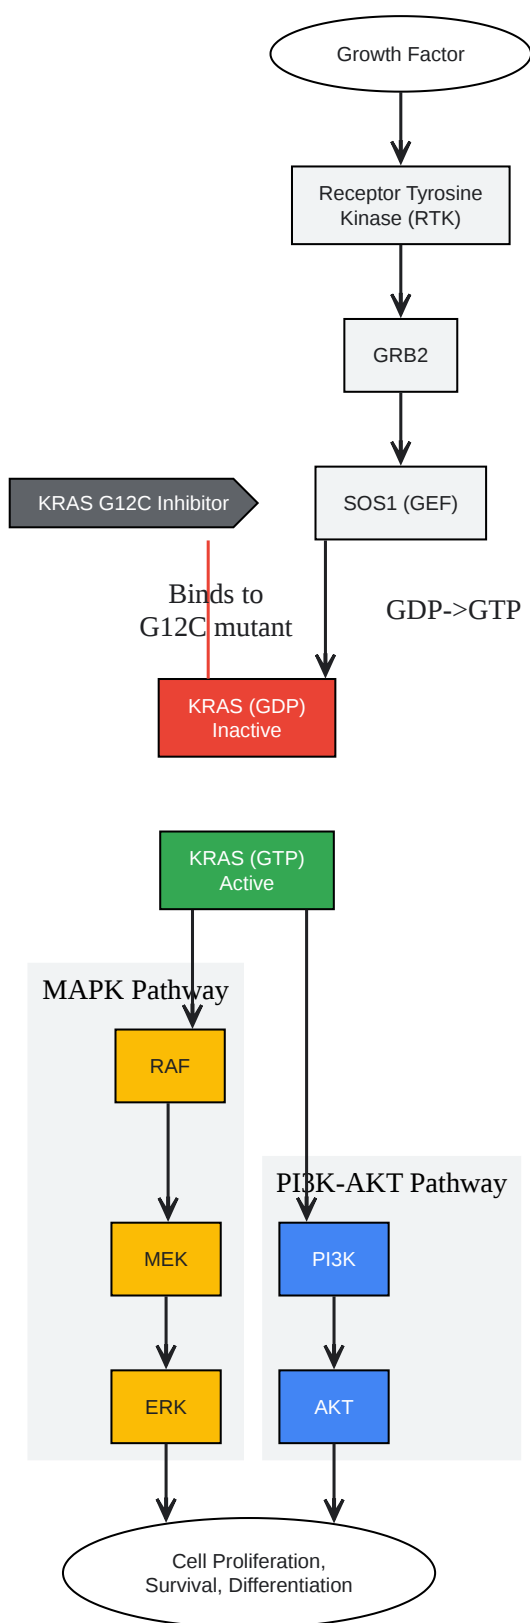 Growth Factor
Receptor Tyrosine
Kinase (RTK)
GRB2
KRAS G12C Inhibitor
SOS1 (GEF)
Binds to
G12C mutant
GDP->GTP
KRAS (GDP)
Inactive
KRAS (GTP)
Active
MAPK Pathway
RAF
PI3K-AKT Pathway
MEK
PI3K
ERK
AKT
Cell Proliferation,
Survival, Differentiation